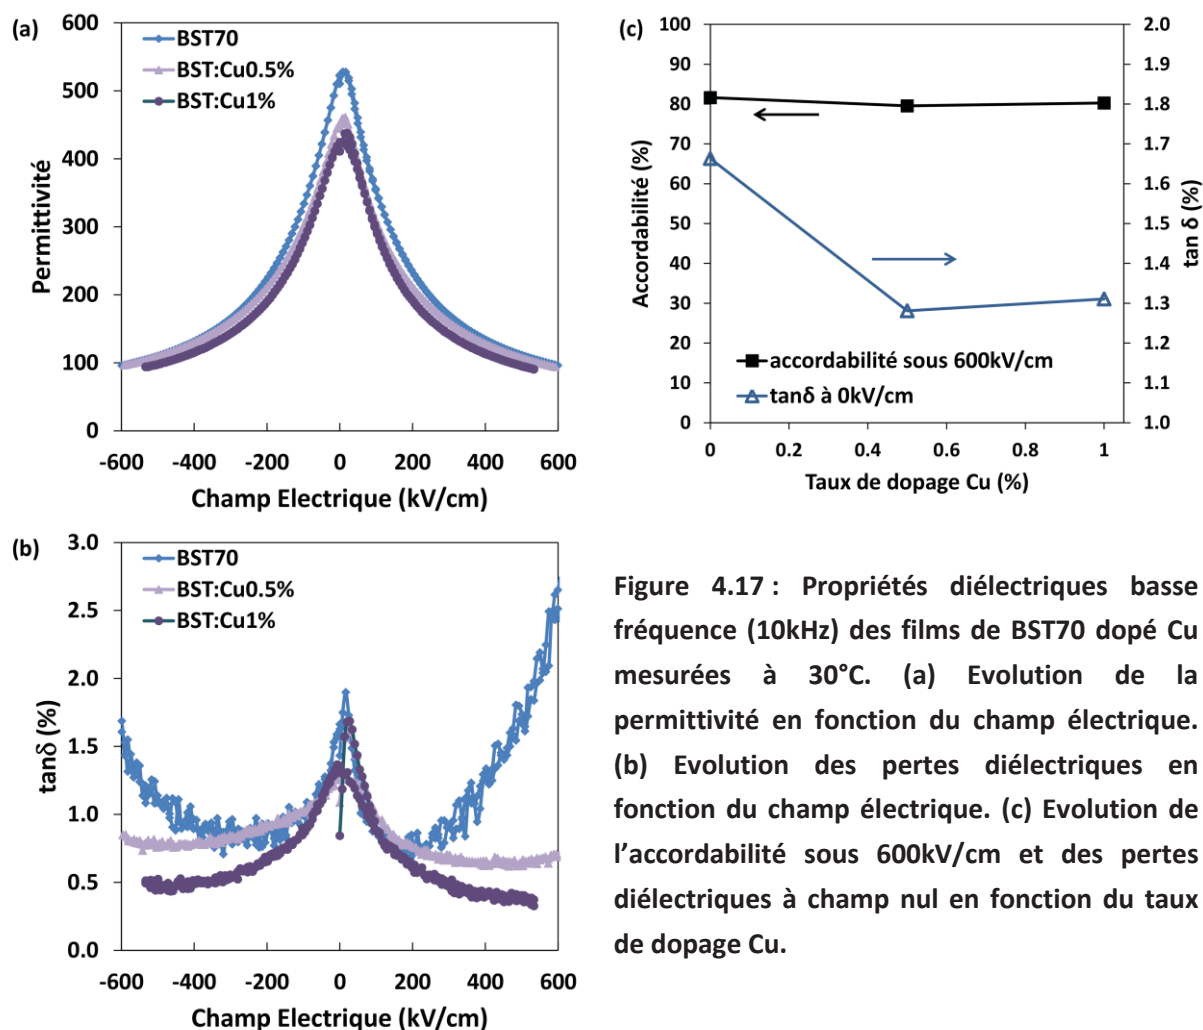 (a)
600
500
400
300
200
100
0
Permittivité
BST70
BST:Cu0.5%
BST:Cu1%
-600 -400 -200 0 200 400 600
Champ Electrique (kV/cm)
(c)
100
90
80
70
60
50
40
30
20
10
0
Accordabilité (%)
2.0
1.9
1.8
1.7
1.6
1.5
1.4
1.3
1.2
1.1
1.0
tan δ (%)
accordabilité sous 600kV/cm
tanδ à 0kV/cm
0 0.2 0.4 0.6 0.8 1
Taux de dopage Cu (%)
(b)
3.0
2.5
2.0
1.5
1.0
0.5
0.0
tanδ (%)
BST70
BST:Cu0.5%
BST:Cu1%
-600 -400 -200 0 200 400 600
Champ Electrique (kV/cm)
Figure 4.17 : Propriétés diélectriques basse
fréquence (10kHz) des films de BST70 dopé Cu
mesurées à 30°C. (a) Evolution de la
permittivité en fonction du champ électrique.
(b) Evolution des pertes diélectriques en
fonction du champ électrique. (c) Evolution de
l'accordabilité sous 600kV/cm et des pertes
diélectriques à champ nul en fonction du taux
de dopage Cu.